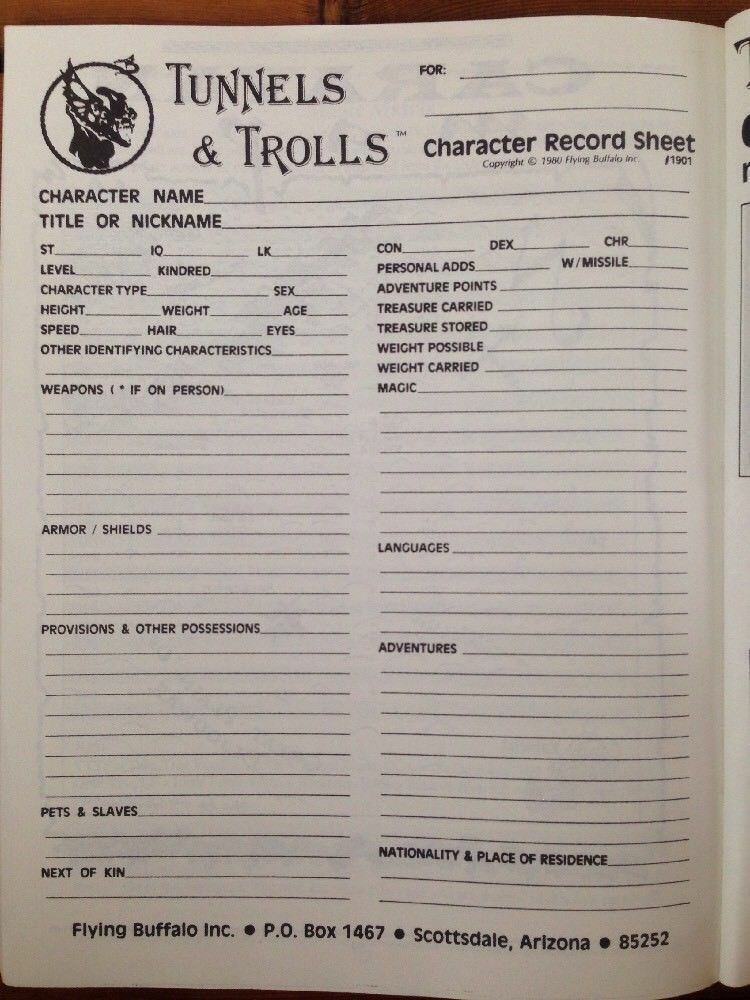 TUNNELS
& TROLLS™
FOR:
Character Record Sheet
Copyright © 1980 Flying Buffalo Inc. #1901
CHARACTER NAME
TITLE OR NICKNAME
ST IQ LK
LEVEL KINDRED
CHARACTER TYPE SEX
HEIGHT WEIGHT AGE
SPEED HAIR EYES
OTHER IDENTIFYING CHARACTERISTICS
WEAPONS ( * IF ON PERSON)
ARMOR / SHIELDS
PROVISIONS & OTHER POSSESSIONS
PETS & SLAVES
NEXT OF KIN
CON DEX CHR
PERSONAL ADDS W/MISSILE
ADVENTURE POINTS
TREASURE CARRIED
TREASURE STORED
WEIGHT POSSIBLE
WEIGHT CARRIED
MAGIC
LANGUAGES
ADVENTURES
NATIONALITY & PLACE OF RESIDENCE
Flying Buffalo Inc. ● P.O. Box 1467 ● Scottsdale, Arizona ● 85252